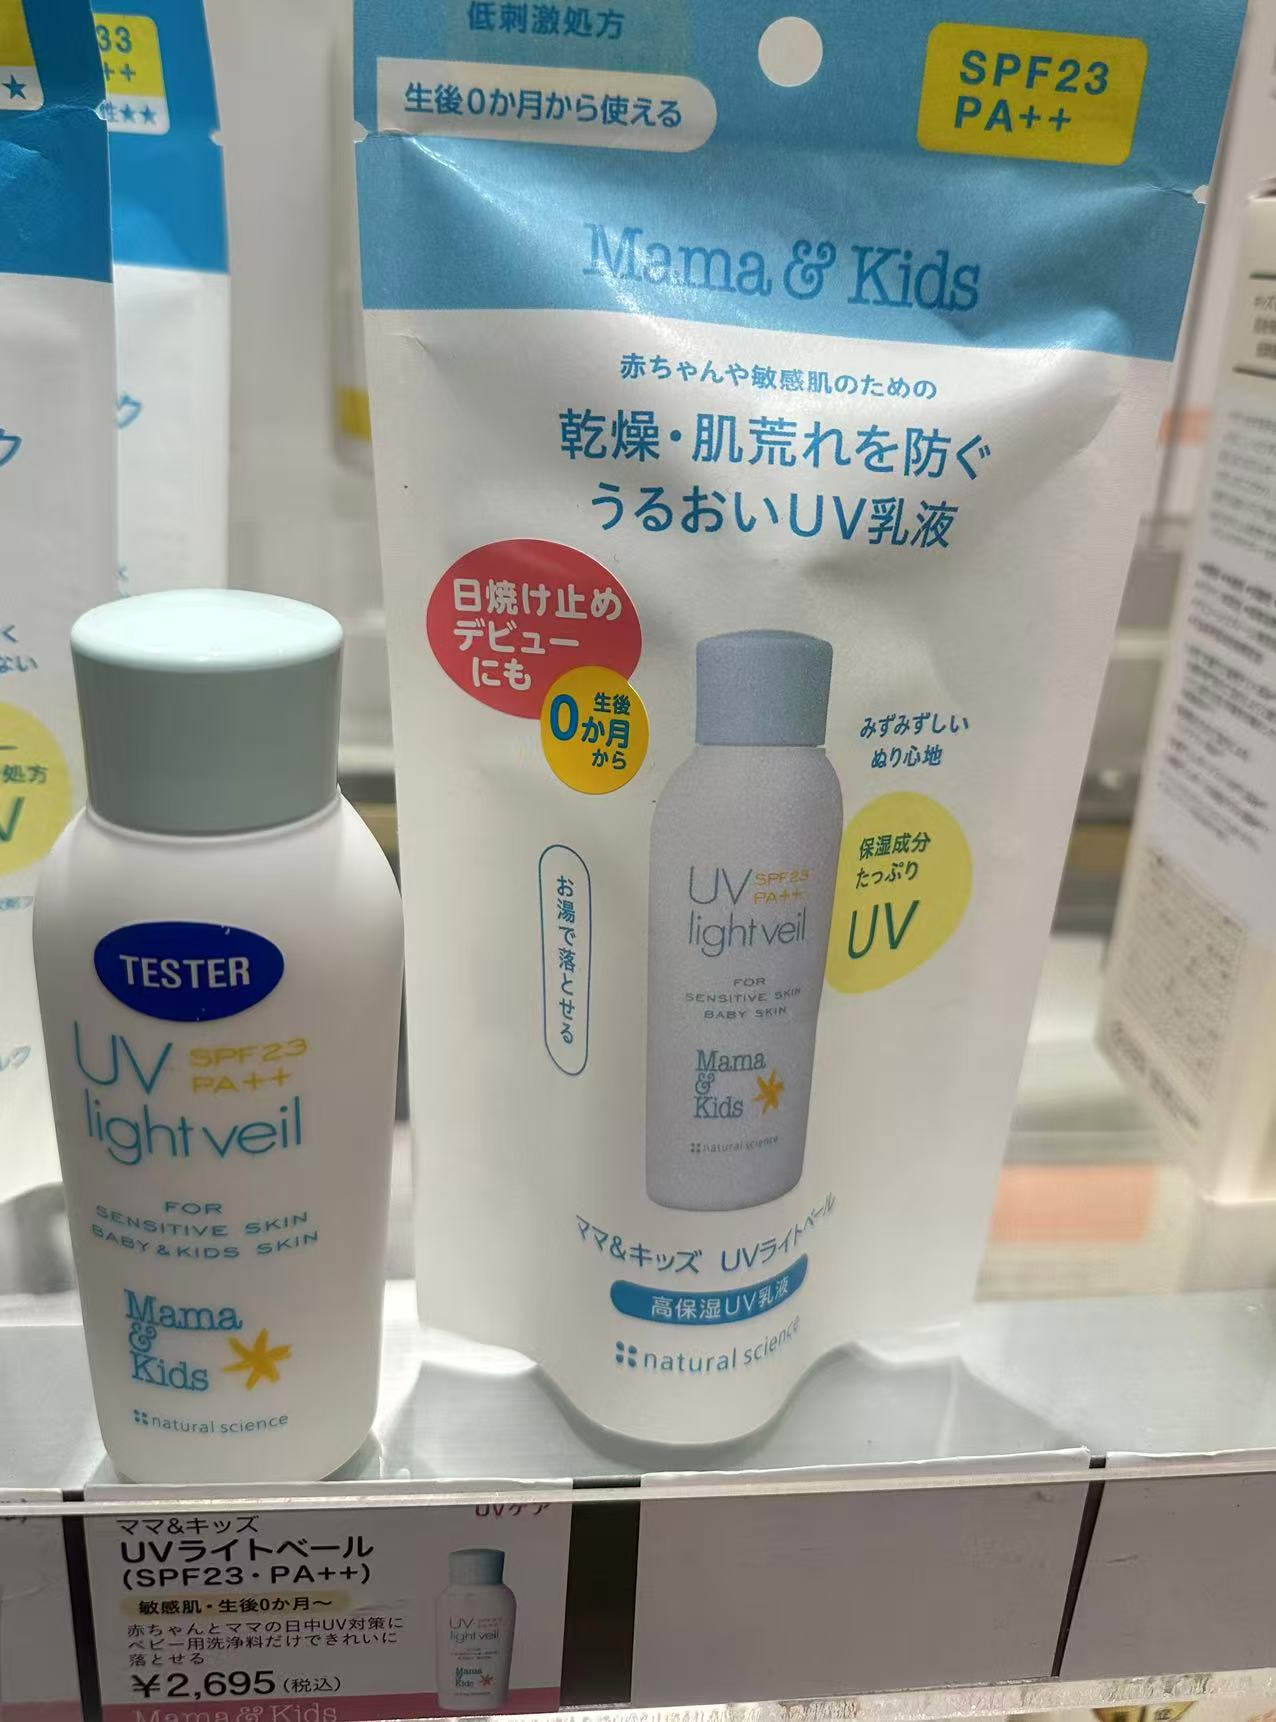 低刺激処方
生後0か月から使える
SPF23
PA++
Mama & Kids
赤ちゃんや敏感肌のための
乾燥・肌荒れを防ぐ
うるおいUV乳液
日焼け止め
デビュー
にも
生後
0か月
から
みずみずしい
ぬり心地
保湿成分
たっぷり
UV
お湯で落とせる
UV SPF23
PA++
light veil
FOR
SENSITIVE SKIN
BABY SKIN
Mama
&
Kids
natural science
ママ&キッズ UVライトベール
高保湿UV乳液
natural science
TESTER
UV SPF23
PA++
light veil
FOR
SENSITIVE SKIN
BABY & KIDS SKIN
Mama
&
Kids
natural science
33
++
★★
★
ク
処方
UVケア
ママ&キッズ
UVライトベール
(SPF23・PA++)
敏感肌・生後0か月～
赤ちゃんとママの日中UV対策に
ベビー用洗浄料だけできれいに
落とせる
¥2,695(税込)
Mama & Kids
UV
light veil
Mama
&
Kids